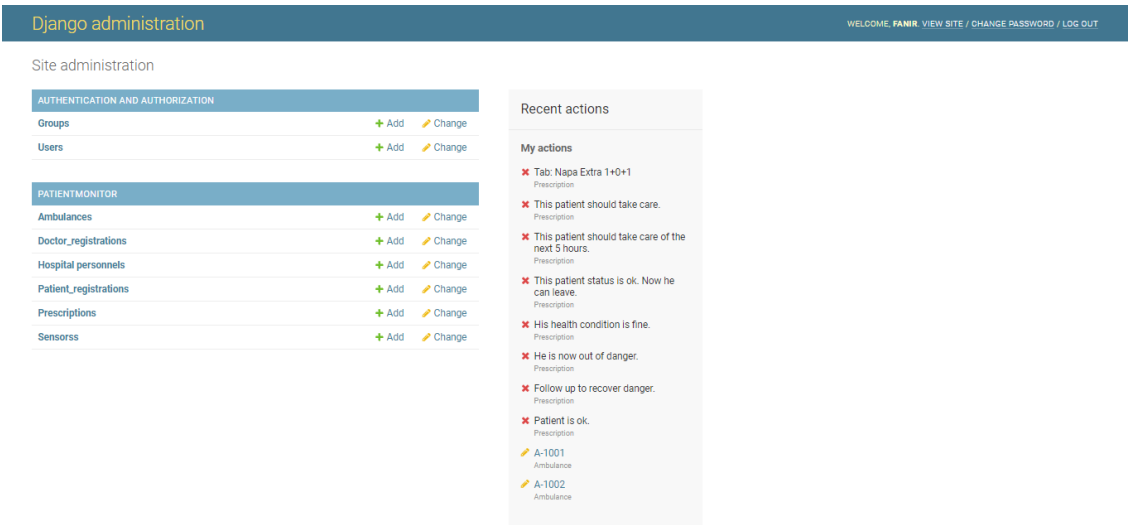 Django administration
WELCOME, FANIR. VIEW SITE / CHANGE PASSWORD / LOG OUT
Site administration
AUTHENTICATION AND AUTHORIZATION
Groups Add Change
Users Add Change
PATIENTMONITOR
Ambulances Add Change
Doctor_registrations Add Change
Hospital personnels Add Change
Patient_registrations Add Change
Prescriptions Add Change
Sensorss Add Change
Recent actions
My actions
Tab: Napa Extra 1+0+1
Prescription
This patient should take care.
Prescription
This patient should take care of the
next 5 hours.
Prescription
This patient status is ok. Now he
can leave.
Prescription
His health condition is fine.
Prescription
He is now out of danger.
Prescription
Follow up to recover danger.
Prescription
Patient is ok.
Prescription
A-1001
Ambulance
A-1002
Ambulance